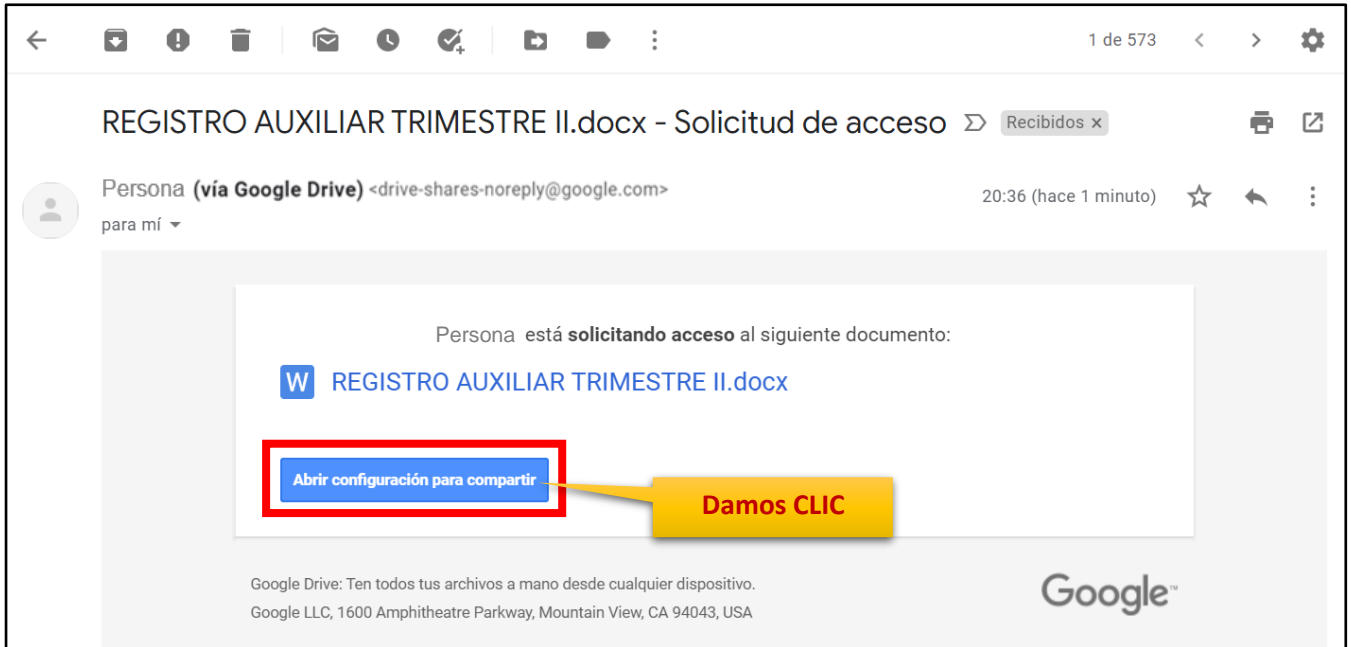 1 de 573
REGISTRO AUXILIAR TRIMESTRE II.docx - Solicitud de acceso Recibidos x
Persona (vía Google Drive) <drive-shares-noreply@google.com>
20:36 (hace 1 minuto)
para mí
Persona está solicitando acceso al siguiente documento:
W REGISTRO AUXILIAR TRIMESTRE II.docx
Abrir configuración para compartir
Damos CLIC
Google Drive: Ten todos tus archivos a mano desde cualquier dispositivo.
Google LLC, 1600 Amphitheatre Parkway, Mountain View, CA 94043, USA
Google™